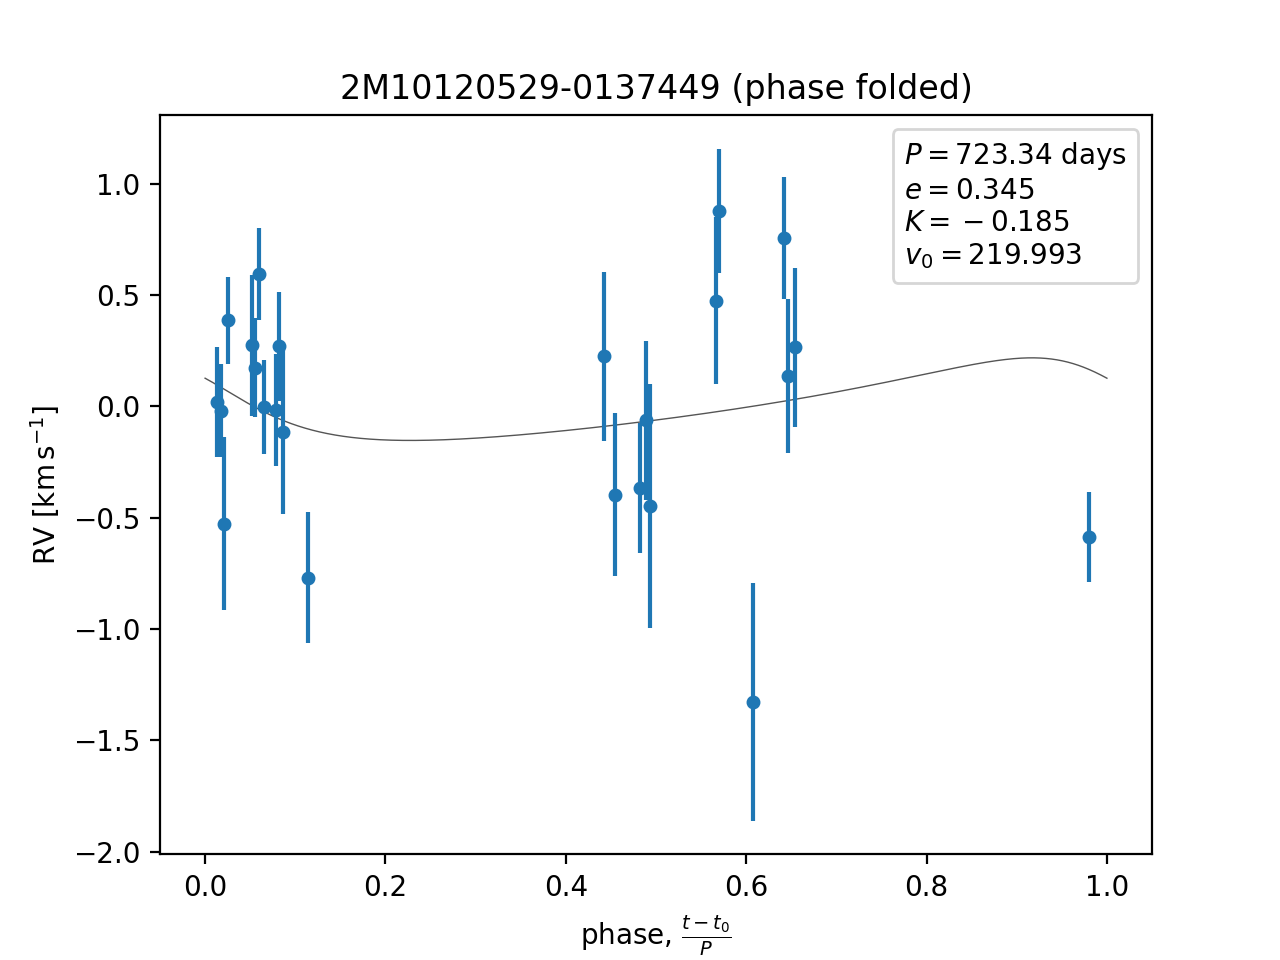 2M10120529-0137449 (phase folded)
P = 723.34 days
e = 0.345
K = −0.185
v₀ = 219.993
1.0
0.5
0.0
−0.5
−1.0
−1.5
−2.0
RV [km s⁻¹]
0.0 0.2 0.4 0.6 0.8 1.0
phase, (t − t₀)/P